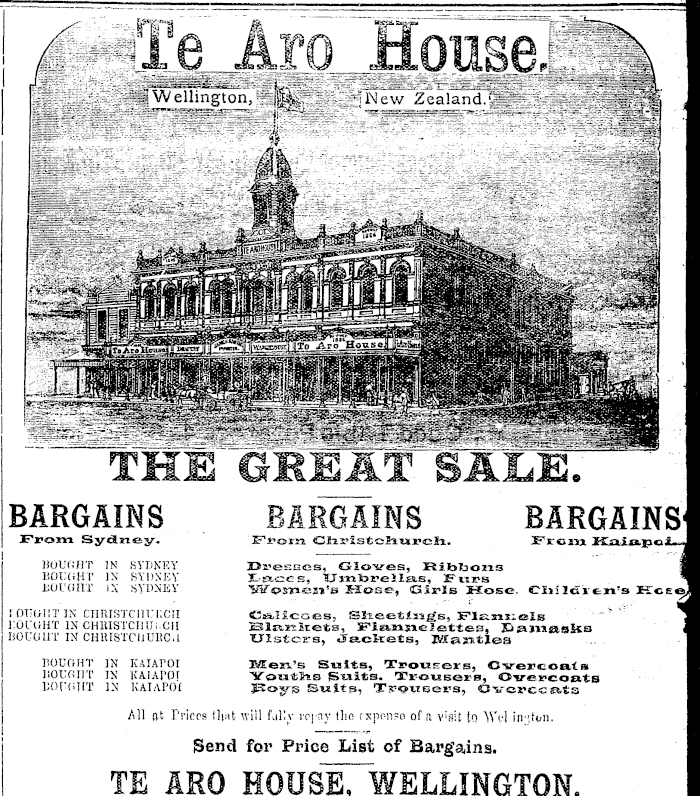 Te Aro House.
Wellington, New Zealand.
Te Aro House
To Aro House
THE GREAT SALE.
BARGAINS BARGAINS BARGAINS
From Sydney. From Christchurch. From Kaiapoi.
BOUGHT IN SYDNEY Dresses, Gloves, Ribbons
BOUGHT IN SYDNEY Laces, Umbrellas, Furs
BOUGHT IN SYDNEY Women's Hose, Girls Hose. Children's Hose
BOUGHT IN CHRISTCHURCH Calicoes, Sheetings, Flannels
BOUGHT IN CHRISTCHURCH Blankets, Flannelettes, Damasks
BOUGHT IN CHRISTCHURCH Ulsters, Jackets, Mantles
BOUGHT IN KAIAPOI Men's Suits, Trousers, Overcoats
BOUGHT IN KAIAPOI Youths Suits. Trousers, Overcoats
BOUGHT IN KAIAPOI Boys Suits, Trousers, Overcoats
All at Prices that will fully repay the expense of a visit to Wellington.
Send for Price List of Bargains.
TE ARO HOUSE, WELLINGTON.